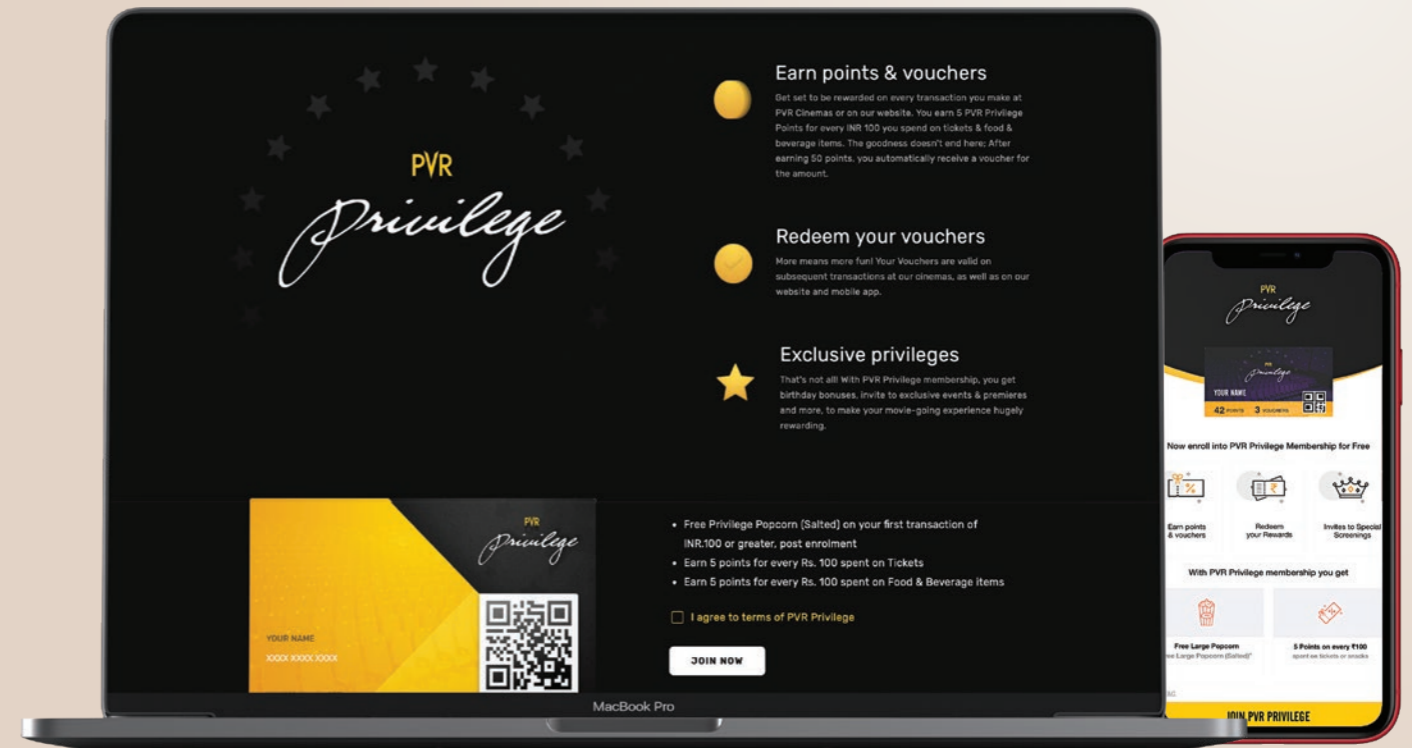 PVR
Privilege
Earn points & vouchers
Get set to be rewarded on every transaction you make at
PVR Cinemas or on our website. You earn 5 PVR Privilege
Points for every INR 100 you spend on tickets & food &
beverage items. The goodness doesn't end here; After
earning 50 points, you automatically receive a voucher for
the amount.
Redeem your vouchers
More means more fun! Your Vouchers are valid on
subsequent transactions at our cinemas, as well as on our
website and mobile app.
Exclusive privileges
That's not all! With PVR Privilege membership, you get
birthday bonuses, invite to exclusive events & premieres
and more, to make your movie-going experience hugely
rewarding.
PVR
Privilege
YOUR NAME
XXXX XXXX XXXX
• Free Privilege Popcorn (Salted) on your first transaction of
INR.100 or greater, post enrolment
• Earn 5 points for every Rs. 100 spent on Tickets
• Earn 5 points for every Rs. 100 spent on Food & Beverage items
I agree to terms of PVR Privilege
JOIN NOW
MacBook Pro
PVR
Privilege
PVR
Privilege
YOUR NAME
42 POINTS 3 VOUCHERS
Now enroll into PVR Privilege Membership for Free
Earn points
& vouchers
Redeem
your Rewards
Invites to Special
Screenings
With PVR Privilege membership you get
Free Large Popcorn
Large Popcorn (Salted)*
5 Points on every ₹100
spent on tickets or snacks
JOIN PVR PRIVILEGE